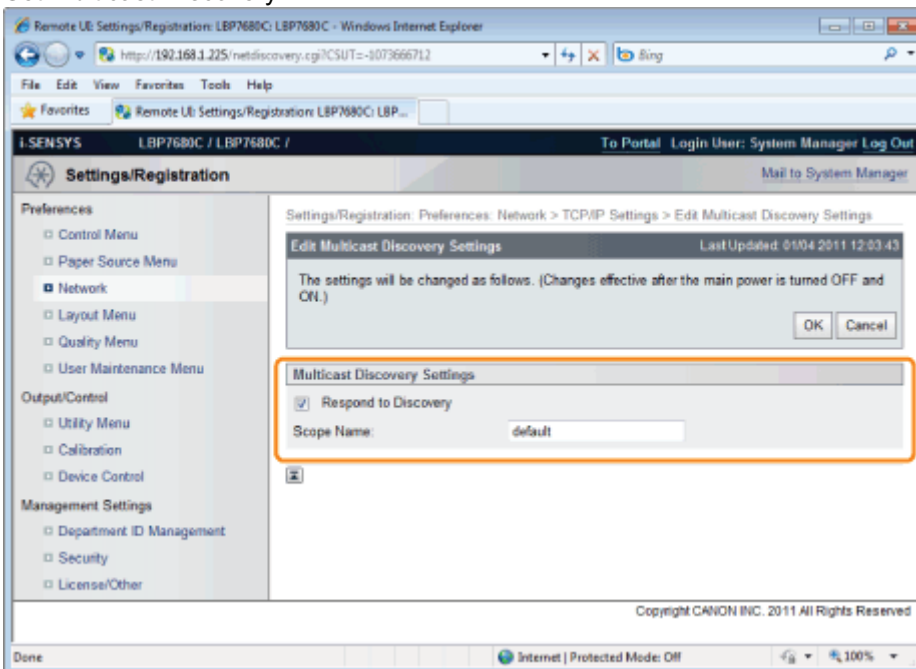 Remote UI: Settings/Registration: LBP7680C: LBP7680C - Windows Internet Explorer
http://192.168.1.225/netdiscovery.cgi?CSUT=-1073666712
Bing
File Edit View Favorites Tools Help
Favorites Remote UI: Settings/Registration: LBP7680C: LBP...
i-SENSYS LBP7680C / LBP7680C / To Portal Login User: System Manager Log Out
Settings/Registration Mail to System Manager
Preferences
Control Menu
Paper Source Menu
Network
Layout Menu
Quality Menu
User Maintenance Menu
Output/Control
Utility Menu
Calibration
Device Control
Management Settings
Department ID Management
Security
License/Other
Settings/Registration: Preferences: Network > TCP/IP Settings > Edit Multicast Discovery Settings
Edit Multicast Discovery Settings Last Updated: 01/04 2011 12:03:43
The settings will be changed as follows. (Changes effective after the main power is turned OFF and
ON.)
OK Cancel
Multicast Discovery Settings
Respond to Discovery
Scope Name: default
Copyright CANON INC. 2011 All Rights Reserved
Done Internet | Protected Mode: Off 100%